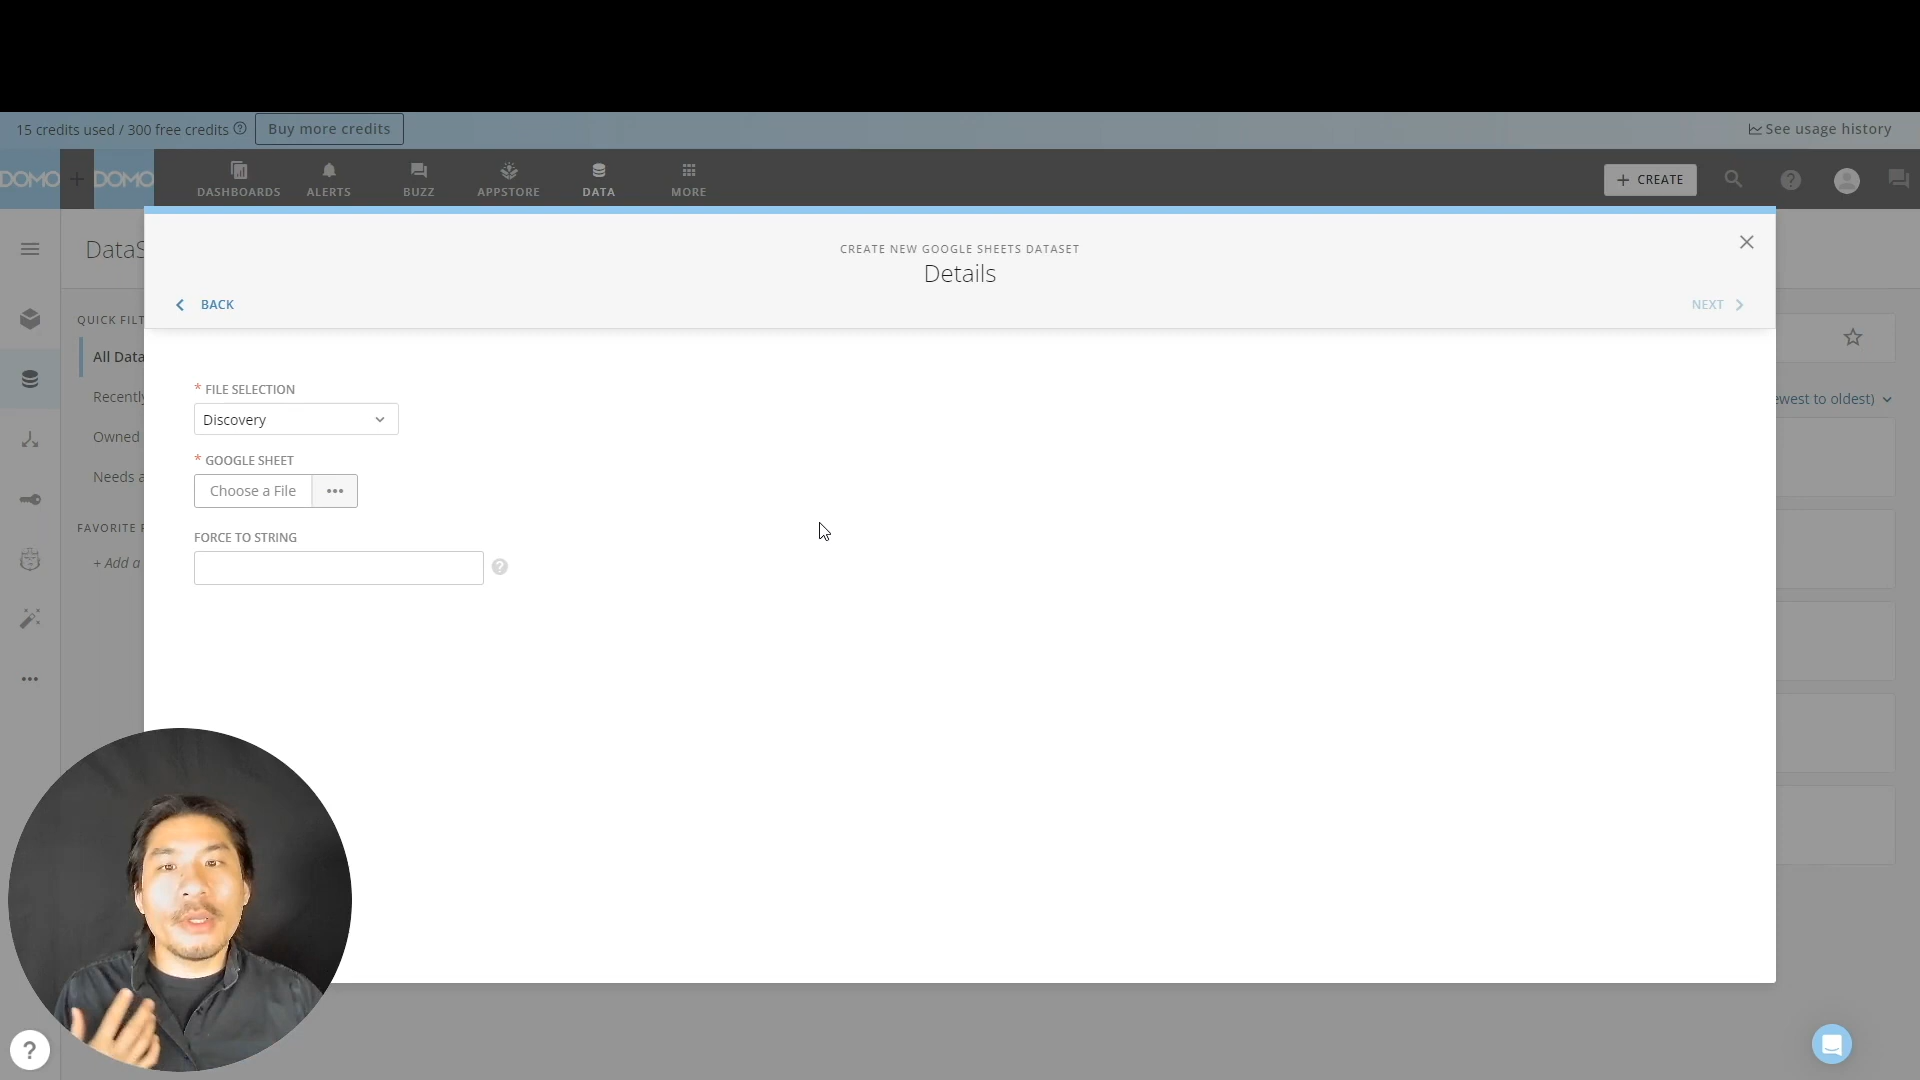 15 credits used / 300 free credits
Buy more credits
See usage history
DOMO + DOMO
DASHBOARDS
ALERTS
BUZZ
APPSTORE
DATA
MORE
+ CREATE
DataS
CREATE NEW GOOGLE SHEETS DATASET
Details
BACK
NEXT
QUICK FILT
All Data
Recently
Owned
Needs a
FAVORITE F
+ Add a
ewest to oldest)
* FILE SELECTION
Discovery
* GOOGLE SHEET
Choose a File
FORCE TO STRING